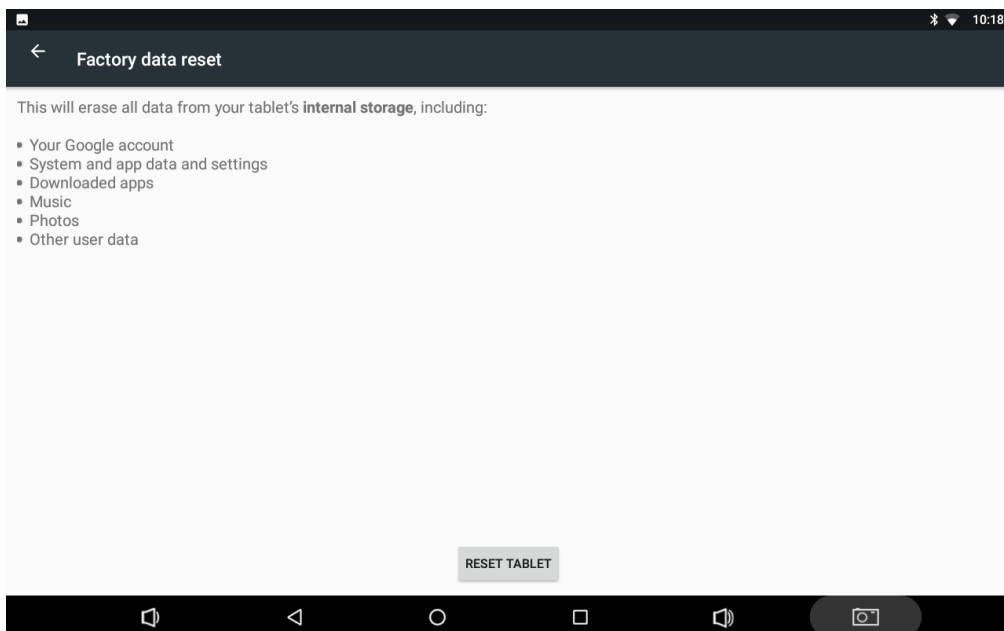 10:18
Factory data reset
This will erase all data from your tablet's internal storage, including:
• Your Google account
• System and app data and settings
• Downloaded apps
• Music
• Photos
• Other user data
RESET TABLET